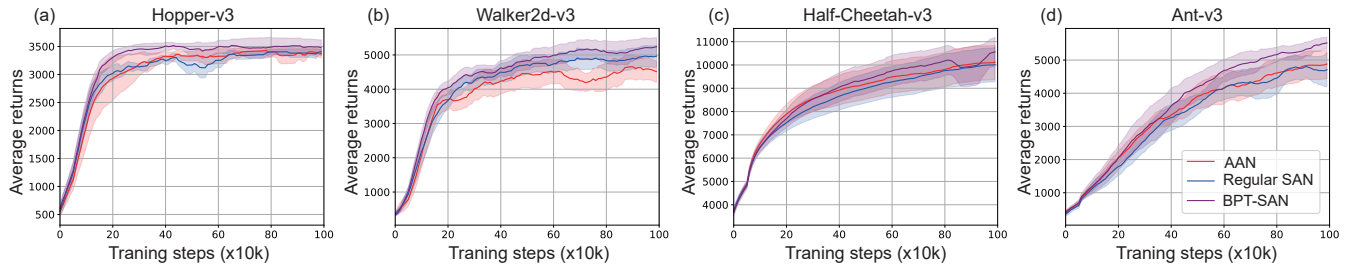 (a) Hopper-v3
Average returns
3500
3000
2500
2000
1500
1000
500
0 20 40 60 80 100
Traning steps (x10k)
(b) Walker2d-v3
Average returns
5000
4000
3000
2000
1000
0 20 40 60 80 100
Traning steps (x10k)
(c) Half-Cheetah-v3
Average returns
11000
10000
9000
8000
7000
6000
5000
4000
0 20 40 60 80 100
Traning steps (x10k)
(d) Ant-v3
Average returns
5000
4000
3000
2000
1000
AAN
Regular SAN
BPT-SAN
0 20 40 60 80 100
Traning steps (x10k)